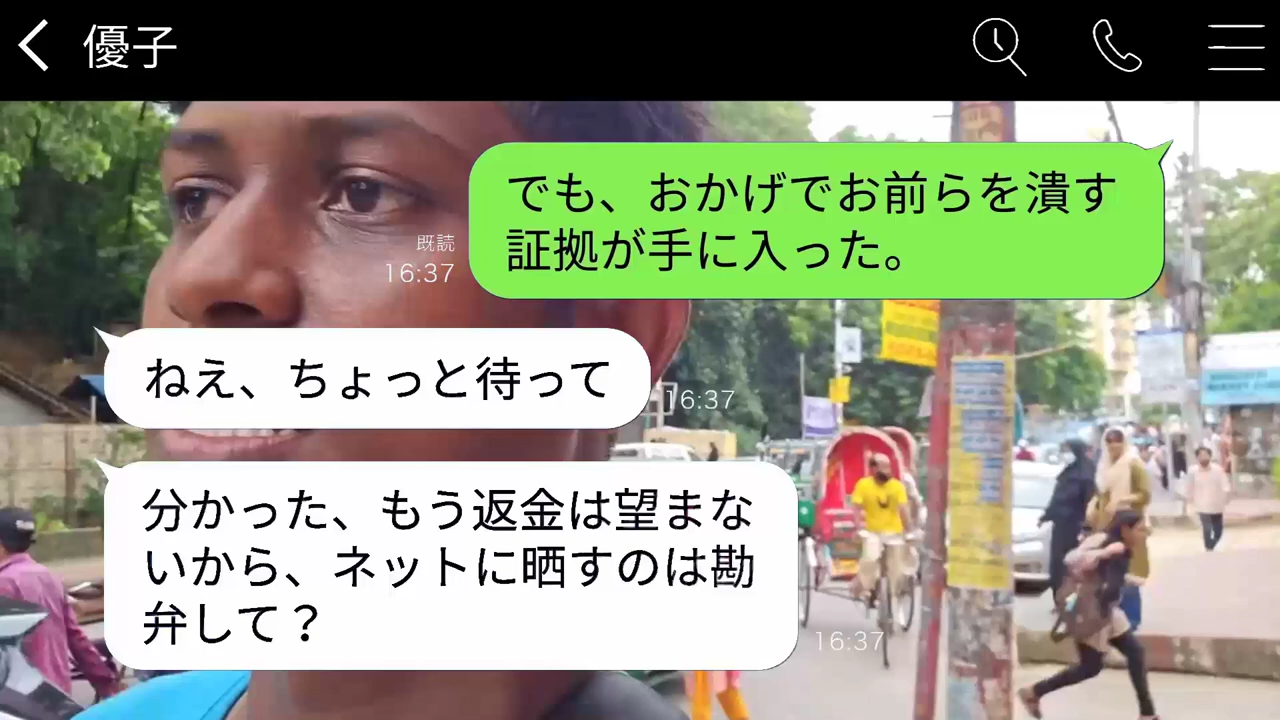 優子
でも、おかげでお前らを潰す
証拠が手に入った。
既読
16:37
ねえ、ちょっと待って
16:37
分かった、もう返金は望まな
いから、ネットに晒すのは勘
弁して？
16:37